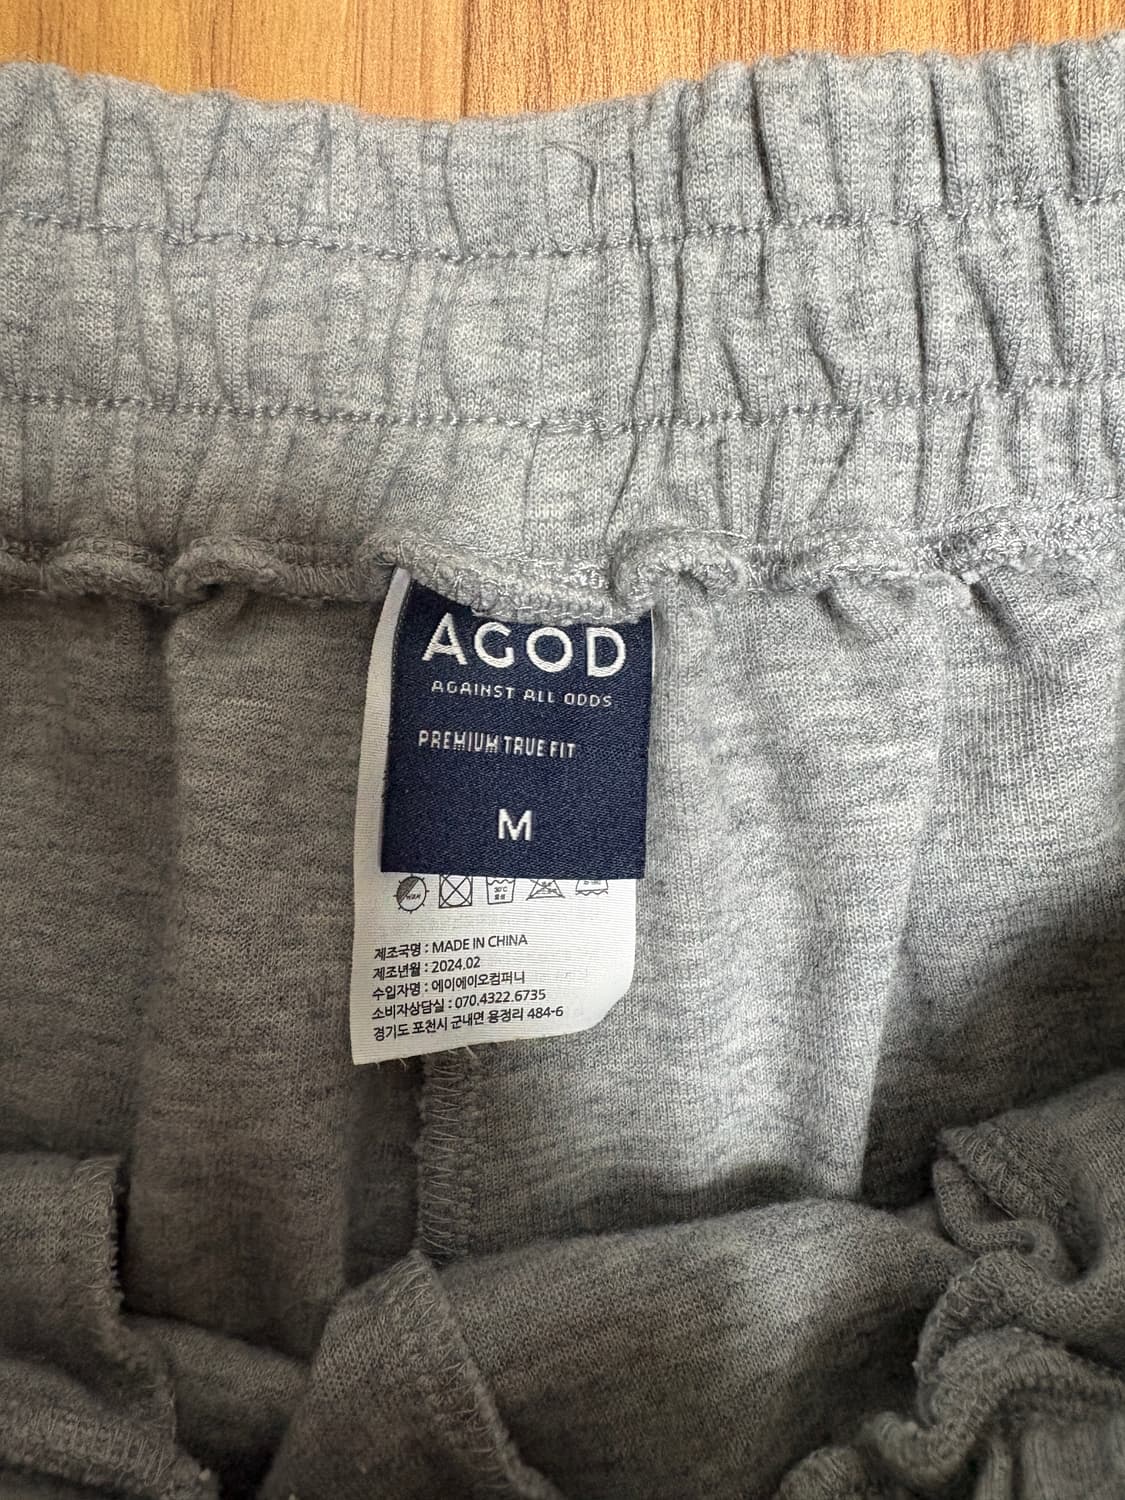 AGOD
AGAINST ALL ODDS
PREMIUM TRUE FIT
M
30°C
제조국명 : MADE IN CHINA
제조년월 : 2024.02
수입자명 : 에이에이오컴퍼니
소비자상담실 : 070.4322.6735
경기도 포천시 군내면 용정리 484-6